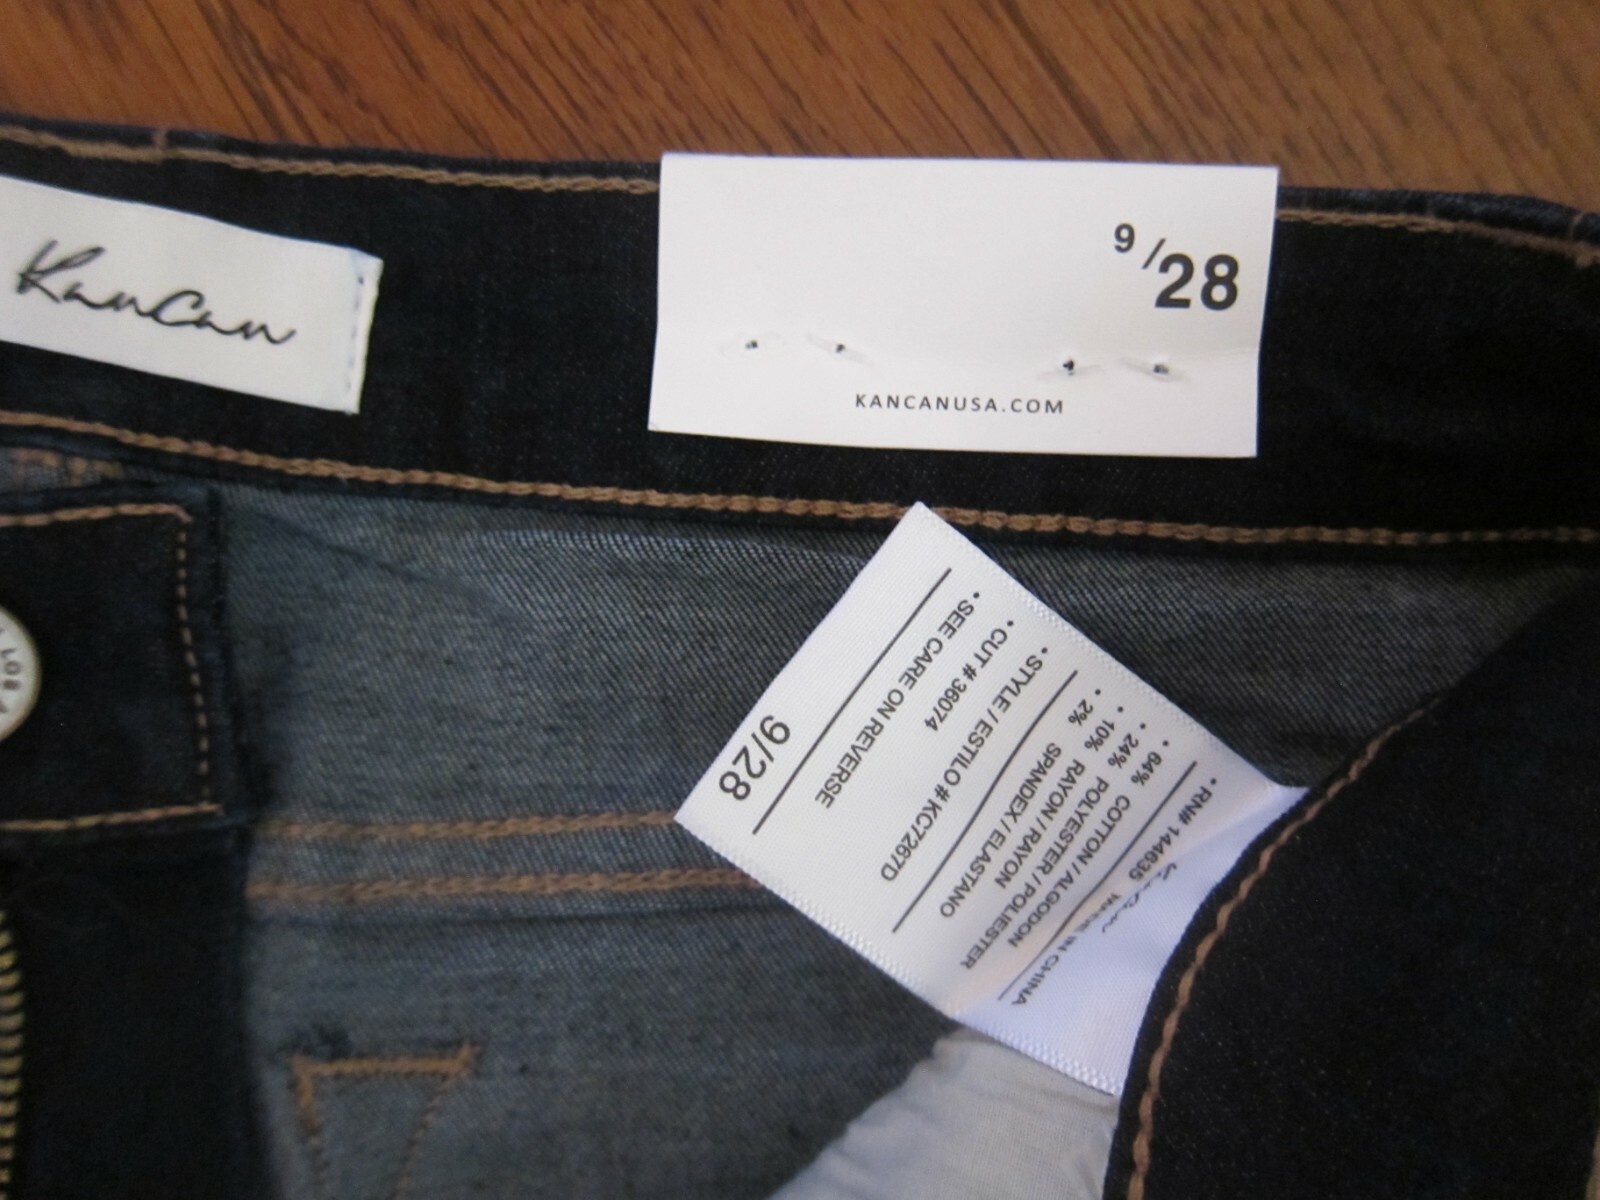 KanCan
9/28
KANCANUSA.COM
KanCan
MADE IN CHINA
• RN# 144635
• 64% COTTON / ALGODON
• 24% POLYESTER / POLIESTER
• 10% RAYON / RAYON
• 2% SPANDEX / ELASTANO
• STYLE / ESTILO # KC7267D
• CUT # 36074
• SEE CARE ON REVERSE
9/28